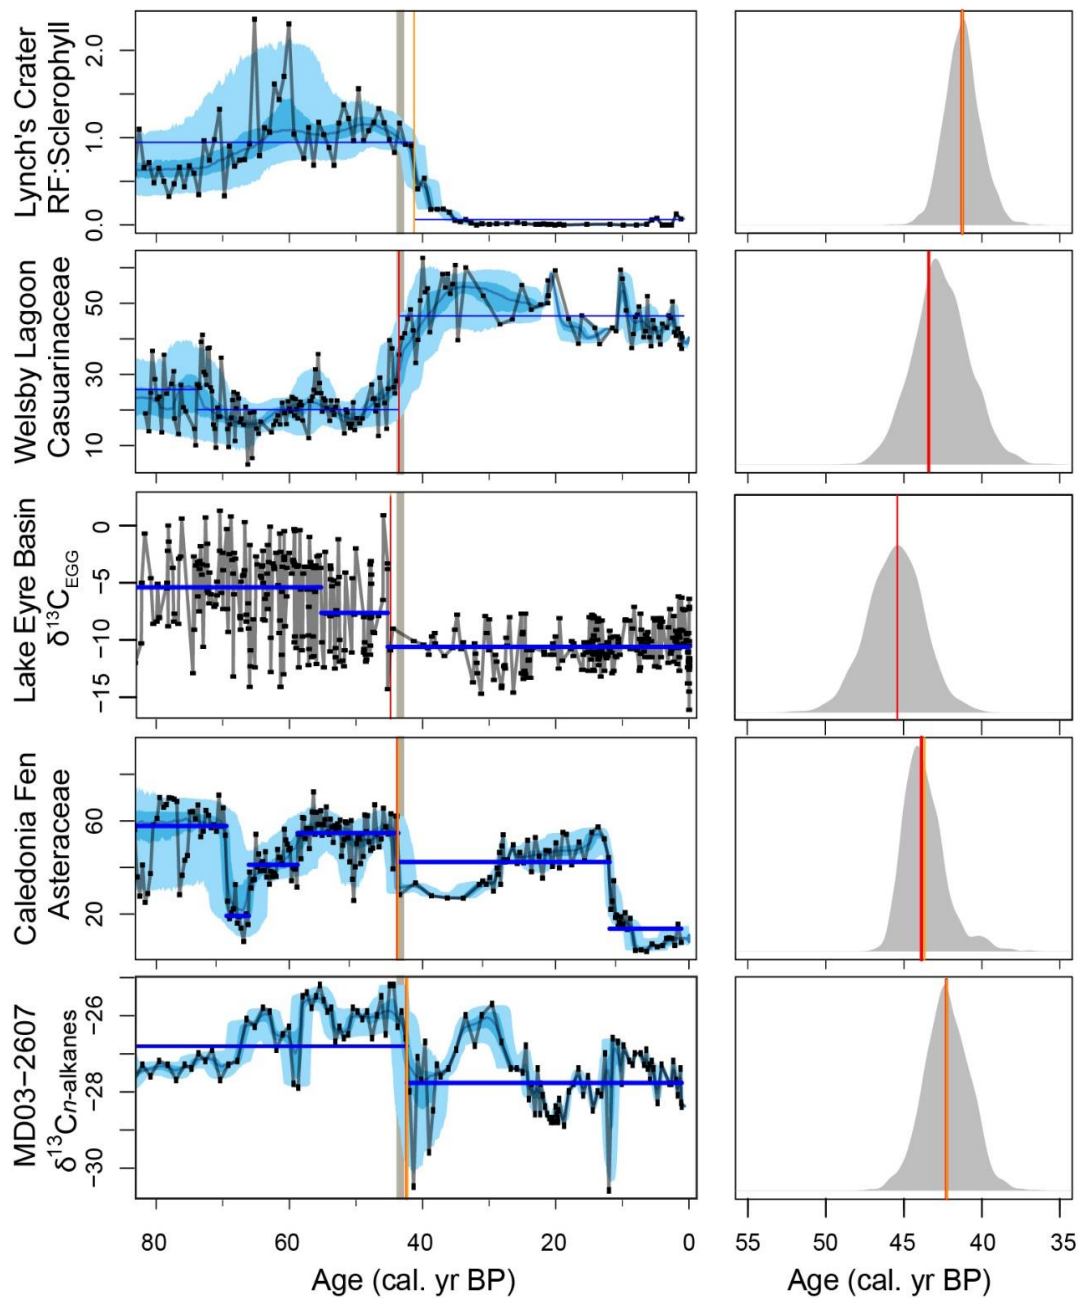 Lynch's Crater
RF:Sclerophyll
2.0
1.0
0.0
Welsby Lagoon
Casuarinaceae
50
30
10
Lake Eyre Basin
δ¹³C_EGG
0
−5
−10
−15
Caledonia Fen
Asteraceae
60
20
MD03−2607
δ¹³Cn-alkanes
−26
−28
−30
80 60 40 20 0
Age (cal. yr BP)
55 50 45 40 35
Age (cal. yr BP)